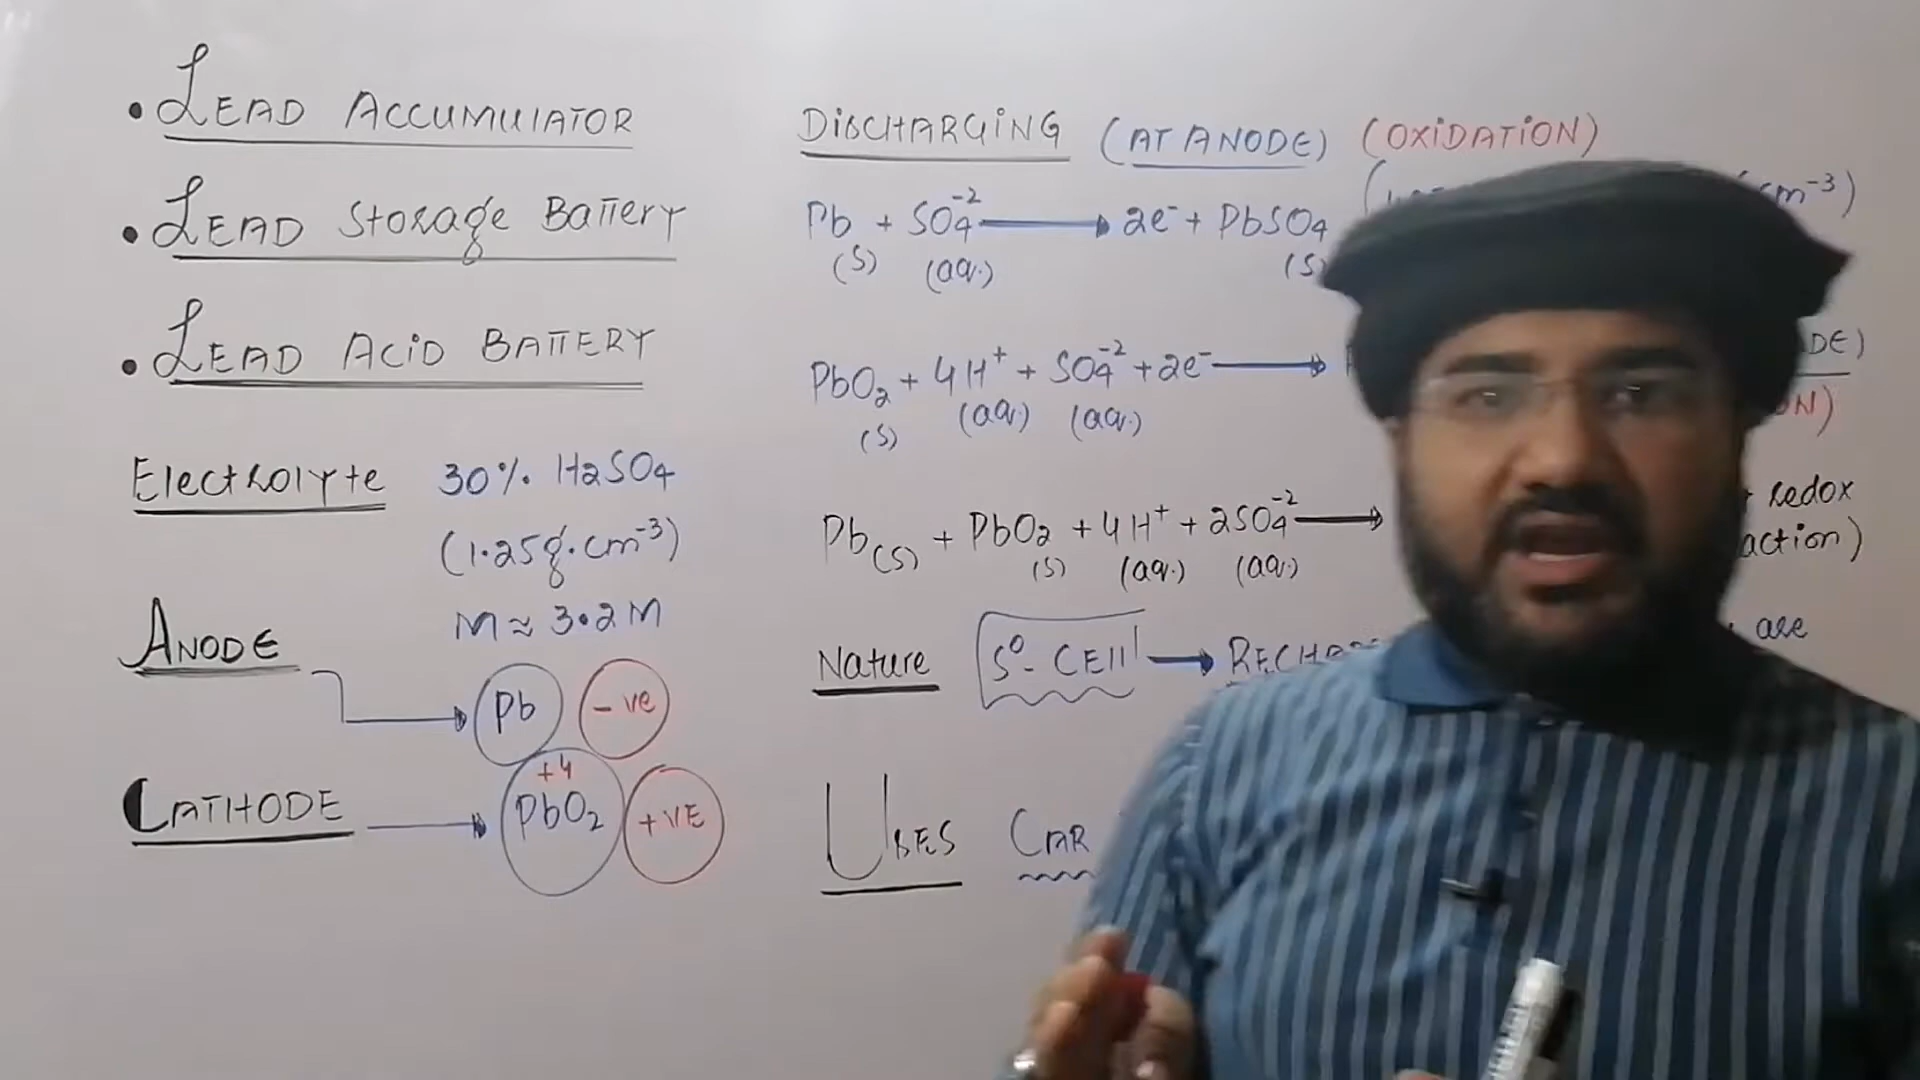 • LEAD ACCUMULATOR
• LEAD Storage Battery
• LEAD Acid BATTERY
Electrolyte 30% H2SO4
(1.25g.cm⁻³)
M ≈ 3.2 M
ANODE
Pb - ve
CATHODE
+4
PbO₂ +VE
DISCHARGING (AT ANODE) (OXIDATION)
Pb + SO₄⁻² → 2e⁻ + PbSO₄ cm⁻³)
(s) (aq.) (s)
PbO₂ + 4H⁺ + SO₄⁻² + 2e⁻ → DE)
(s) (aq) (aq.) ON)
Pb(s) + PbO₂ + 4H⁺ + 2SO₄⁻² → redox
(s) (aq.) (aq.) action)
Nature S⁰- CEll → are
USES CAR